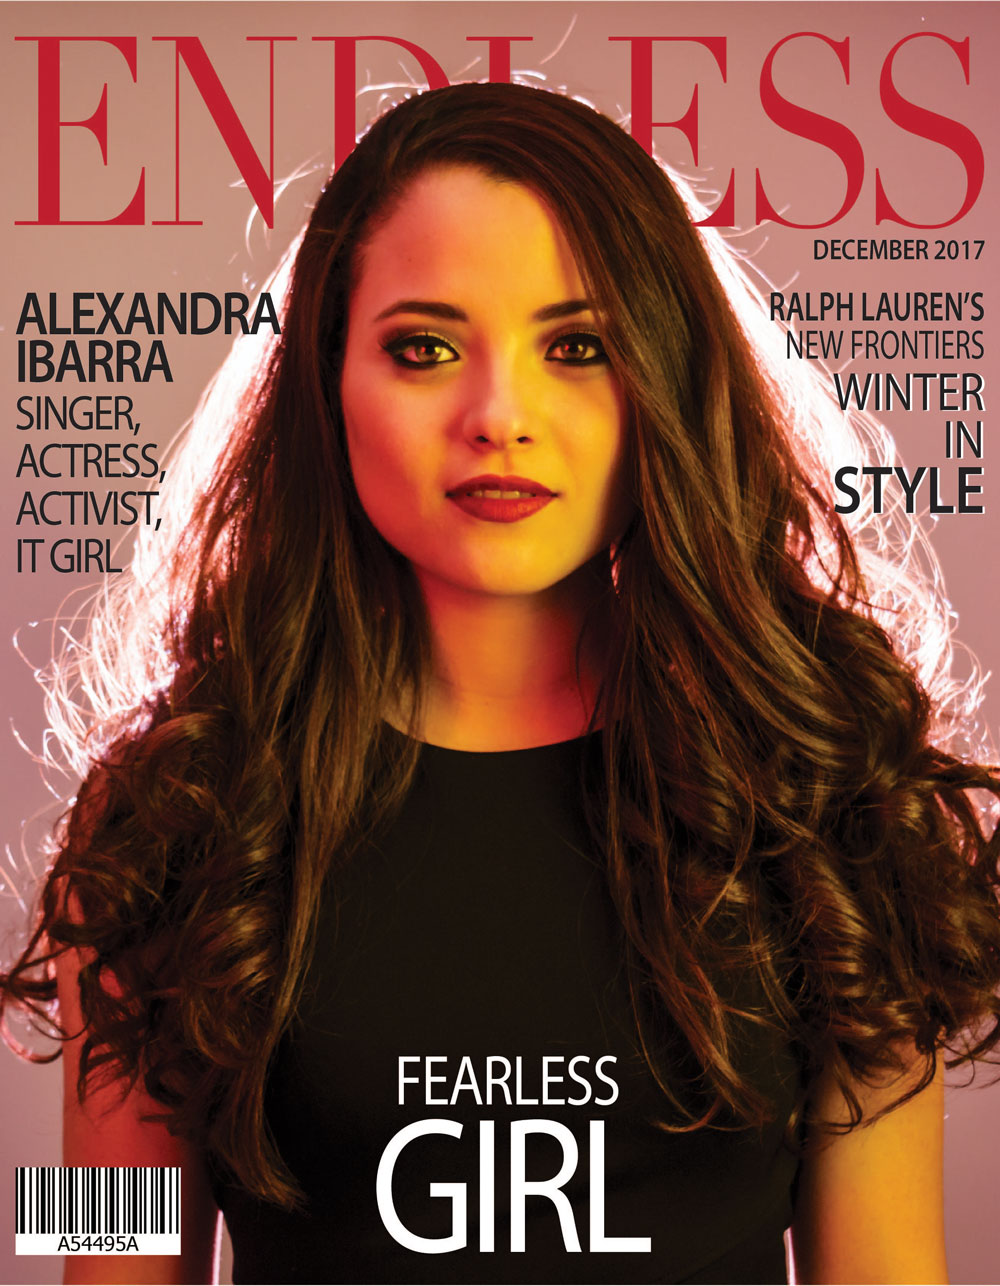 ENDLESS
DECEMBER 2017
ALEXANDRA
IBARRA
SINGER,
ACTRESS,
ACTIVIST,
IT GIRL
RALPH LAUREN'S
NEW FRONTIERS
WINTER
IN
STYLE
FEARLESS
GIRL
A54495A